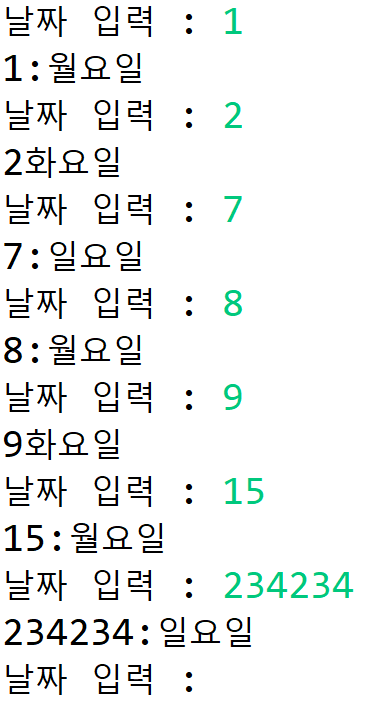 날짜 입력 : 1
1:월요일
날짜 입력 : 2
2화요일
날짜 입력 : 7
7:일요일
날짜 입력 : 8
8:월요일
날짜 입력 : 9
9화요일
날짜 입력 : 15
15:월요일
날짜 입력 : 234234
234234:일요일
날짜 입력 :